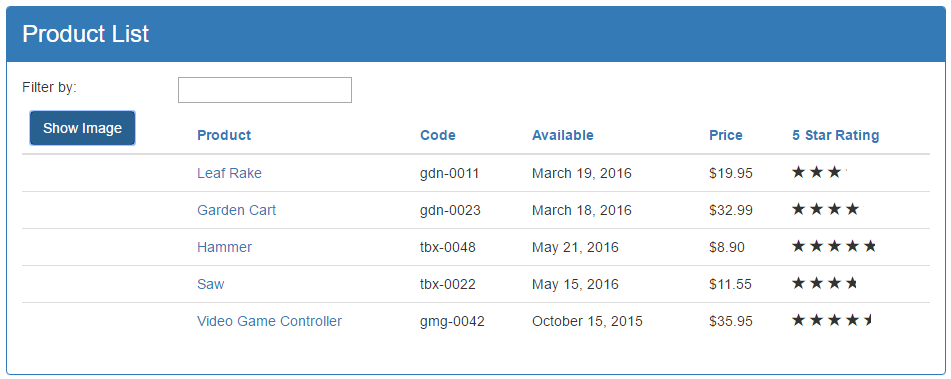 Product List
Filter by:
Show Image Product Code Available Price 5 Star Rating
Leaf Rake gdn-0011 March 19, 2016 $19.95
Garden Cart gdn-0023 March 18, 2016 $32.99
Hammer tbx-0048 May 21, 2016 $8.90
Saw tbx-0022 May 15, 2016 $11.55
Video Game Controller gmg-0042 October 15, 2015 $35.95